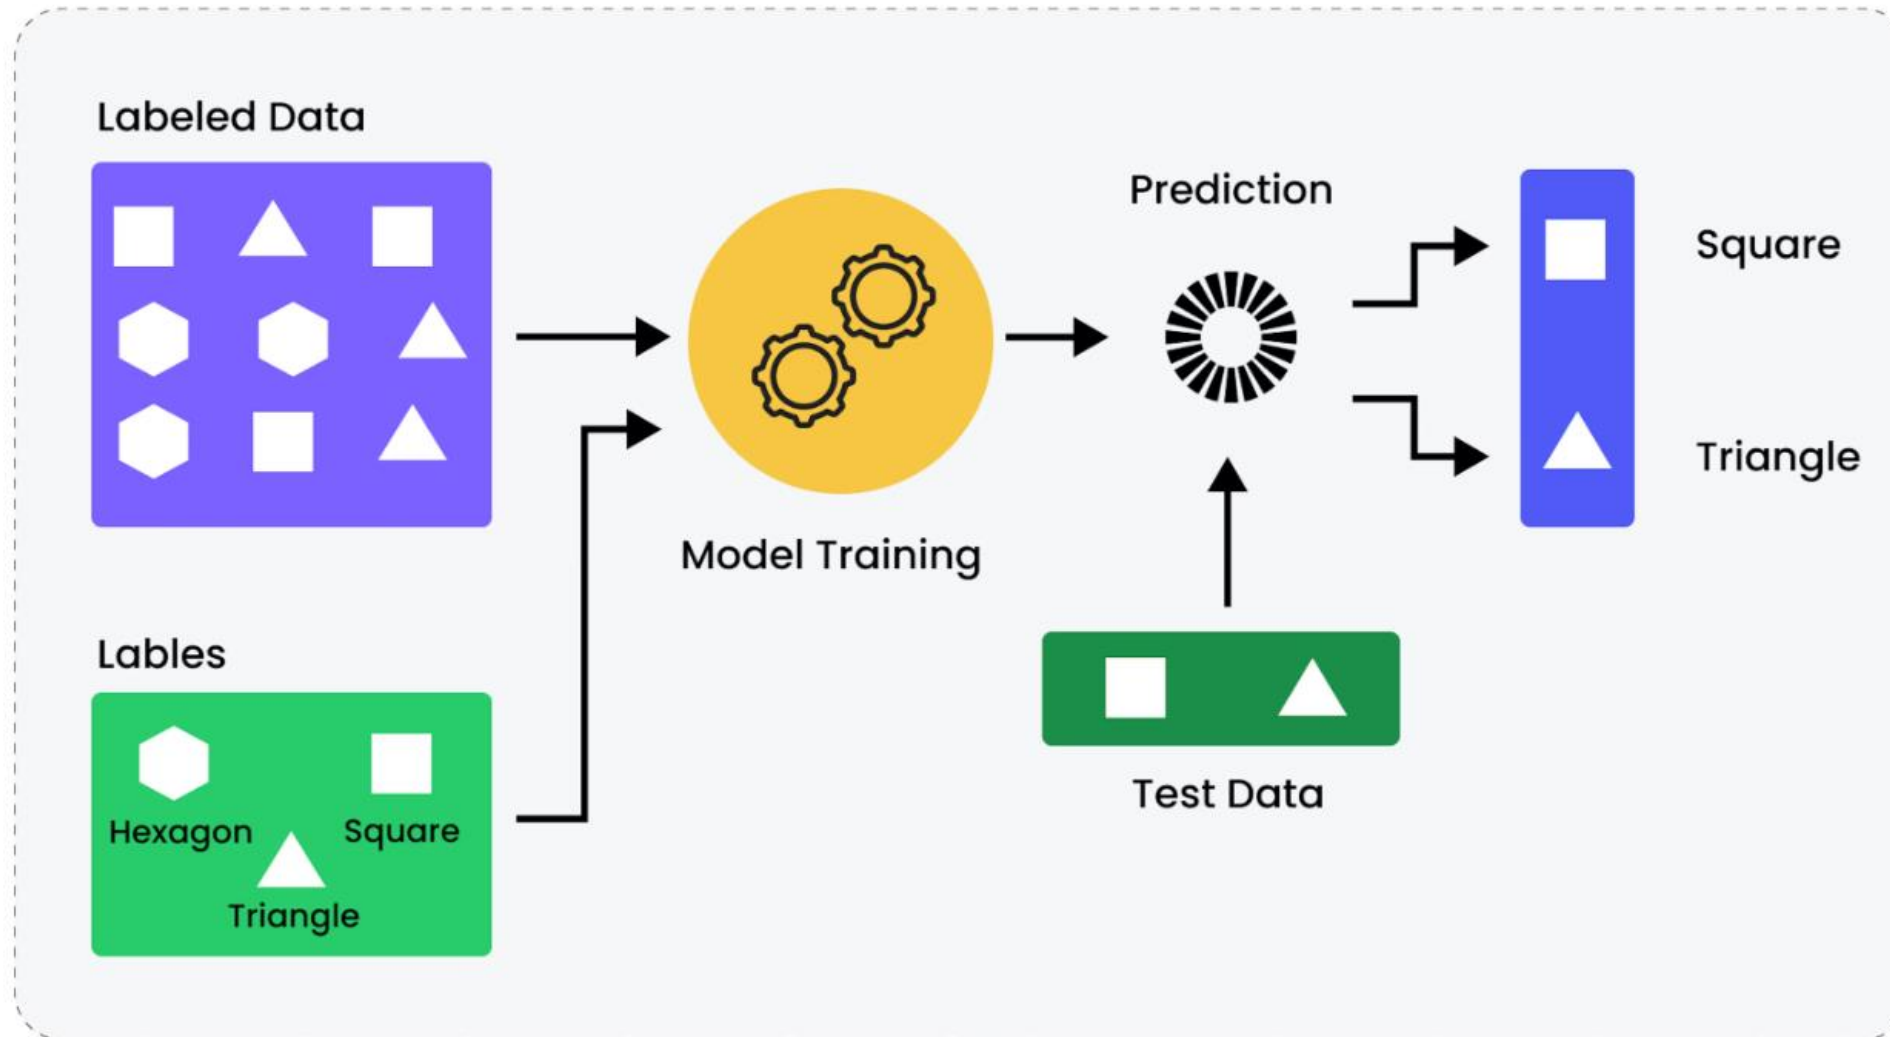 Labeled Data
Prediction
Square
Triangle
Model Training
Lables
Hexagon
Square
Triangle
Test Data